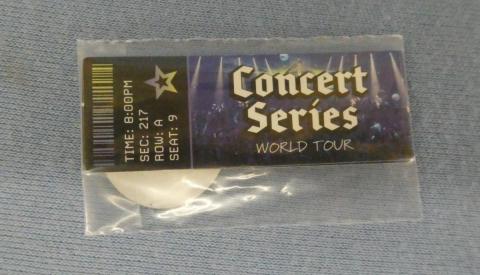 TIME: 8:00PM
SEC: 217
ROW: A
SEAT: 9
Concert
Series
WORLD TOUR